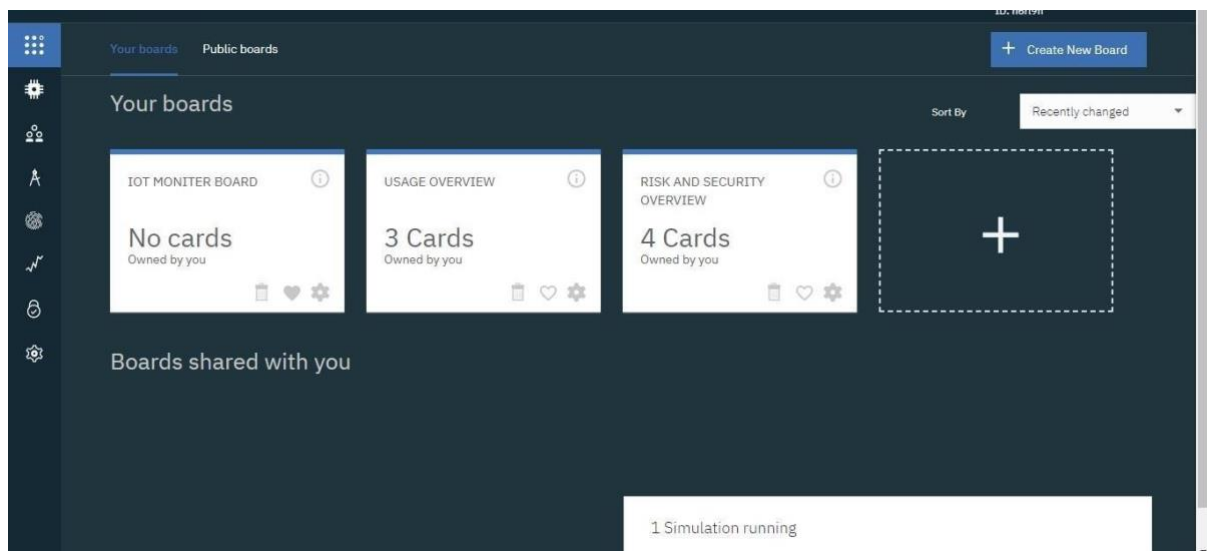 Your boards Public boards
+ Create New Board
Your boards
Sort By Recently changed
IOT MONITER BOARD
No cards
Owned by you
USAGE OVERVIEW
3 Cards
Owned by you
RISK AND SECURITY
OVERVIEW
4 Cards
Owned by you
Boards shared with you
1 Simulation running